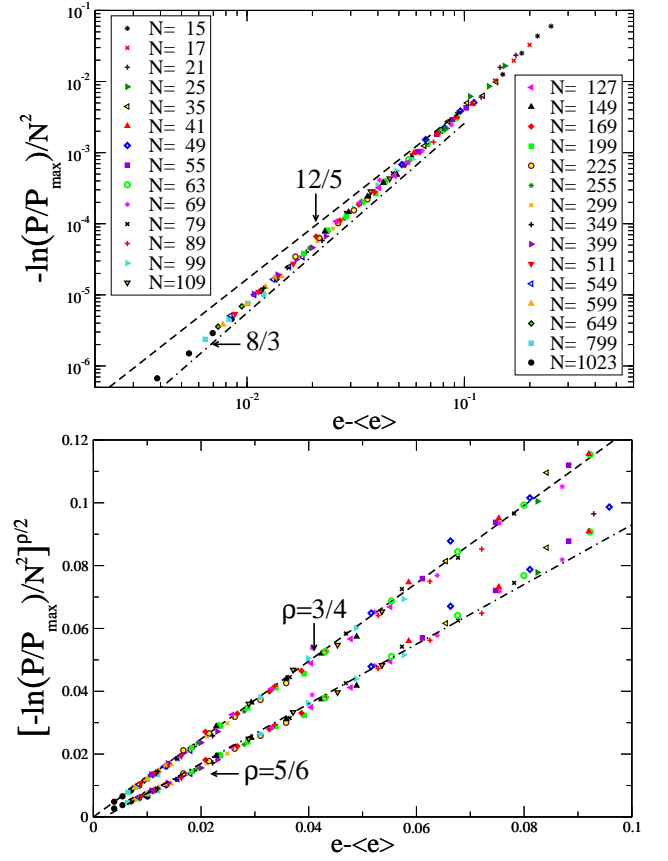 N= 15
N= 17
N= 21
N= 25
N= 35
N= 41
N= 49
N= 55
N= 63
N= 69
N= 79
N= 89
N= 99
N=109
N= 127
N= 149
N= 169
N= 199
N= 225
N= 255
N= 299
N= 349
N= 399
N= 511
N= 549
N= 599
N= 649
N= 799
N=1023
12/5
8/3
10⁻¹
10⁻²
10⁻³
10⁻⁴
10⁻⁵
10⁻⁶
-ln(P/P_max)/N²
10⁻² 10⁻¹
e-<e>
0.12
0.1
0.08
0.06
0.04
0.02
0
[-ln(P/P_max)/N²]^ρ/2
ρ=3/4
ρ=5/6
0 0.02 0.04 0.06 0.08 0.1
e-<e>